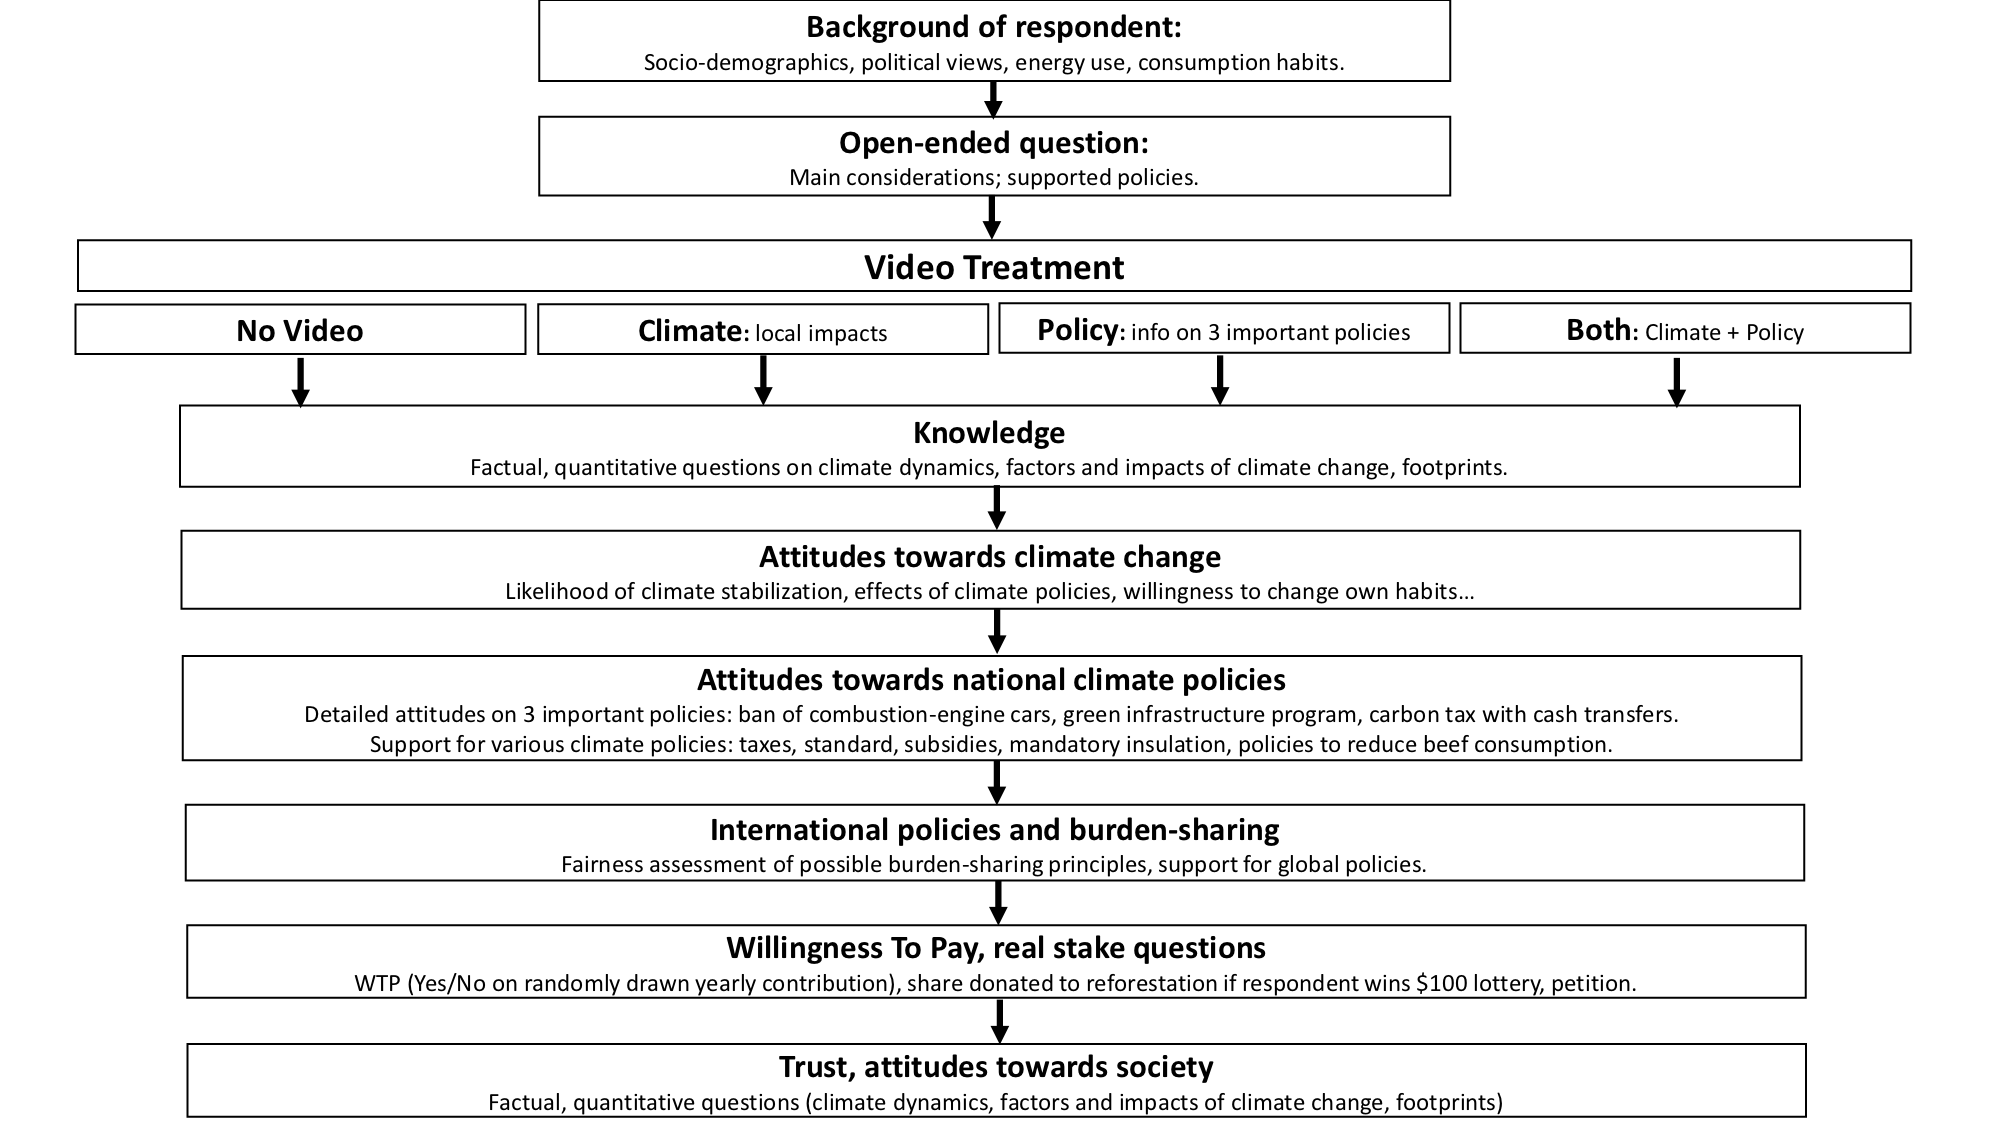 Background of respondent:
Socio-demographics, political views, energy use, consumption habits.
Open-ended question:
Main considerations; supported policies.
Video Treatment
No Video
Climate: local impacts
Policy: info on 3 important policies
Both: Climate + Policy
Knowledge
Factual, quantitative questions on climate dynamics, factors and impacts of climate change, footprints.
Attitudes towards climate change
Likelihood of climate stabilization, effects of climate policies, willingness to change own habits…
Attitudes towards national climate policies
Detailed attitudes on 3 important policies: ban of combustion-engine cars, green infrastructure program, carbon tax with cash transfers.
Support for various climate policies: taxes, standard, subsidies, mandatory insulation, policies to reduce beef consumption.
International policies and burden-sharing
Fairness assessment of possible burden-sharing principles, support for global policies.
Willingness To Pay, real stake questions
WTP (Yes/No on randomly drawn yearly contribution), share donated to reforestation if respondent wins $100 lottery, petition.
Trust, attitudes towards society
Factual, quantitative questions (climate dynamics, factors and impacts of climate change, footprints)